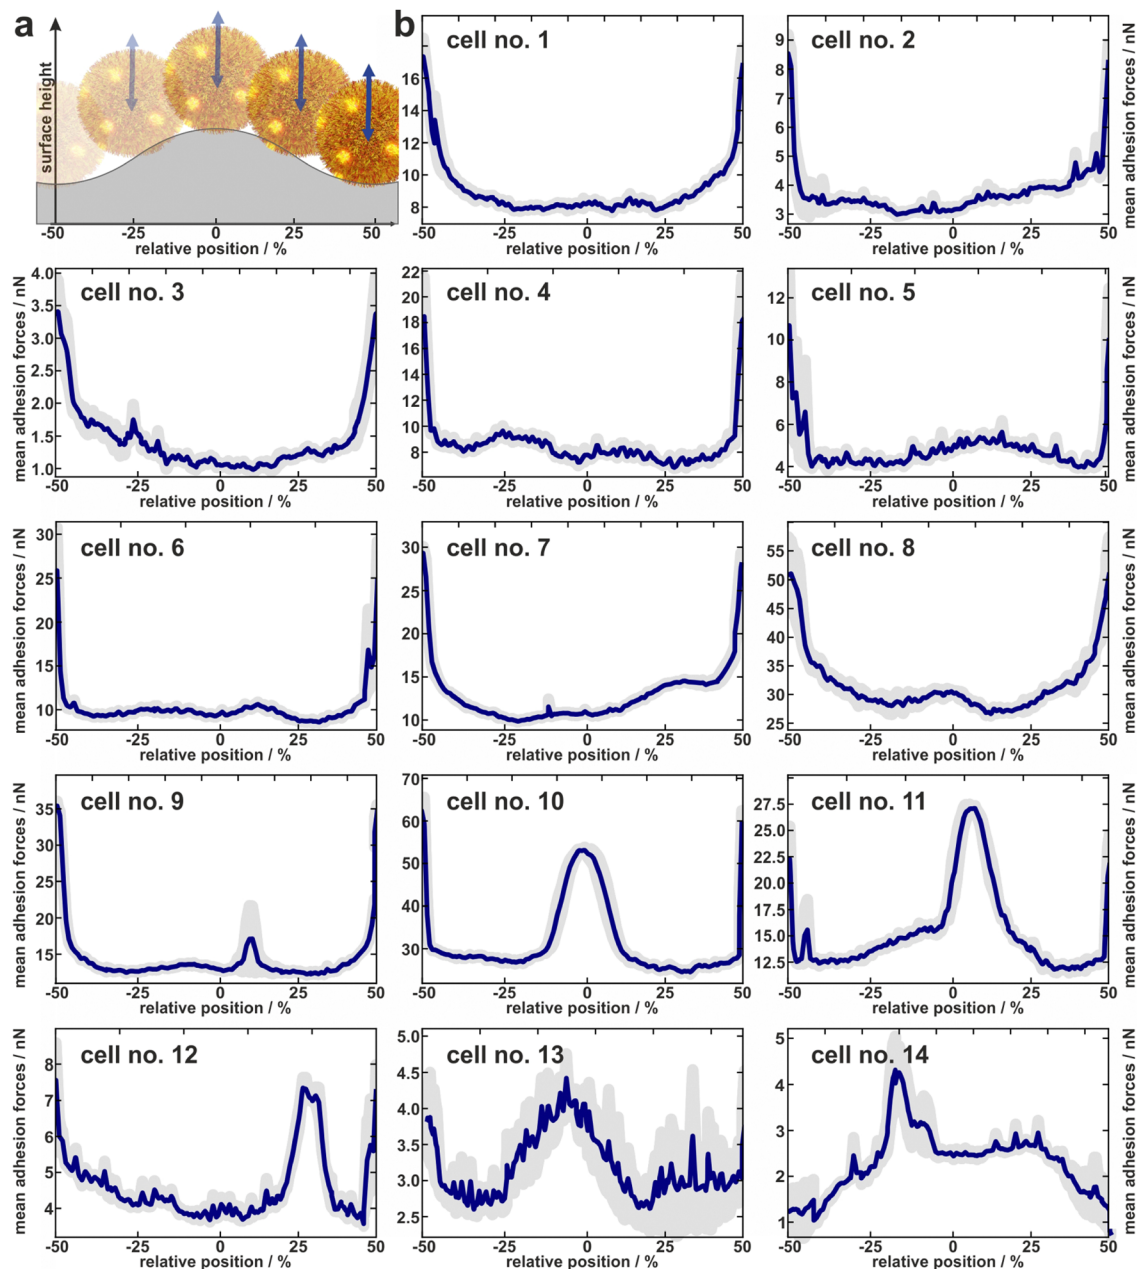 a
surface height
-50 -25 0 25 50
relative position / %
b
cell no. 1
16
14
12
10
8
-50 -25 0 25 50
relative position / %
cell no. 2
9
8
7
6
5
4
3
-50 -25 0 25 50
relative position / %
mean adhesion forces / nN
cell no. 3
4.0
3.5
3.0
2.5
2.0
1.5
1.0
mean adhesion forces / nN
-50 -25 0 25 50
relative position / %
cell no. 4
22
20
18
16
14
12
10
8
-50 -25 0 25 50
relative position / %
cell no. 5
12
10
8
6
4
-50 -25 0 25 50
relative position / %
mean adhesion forces / nN
cell no. 6
30
25
20
15
10
mean adhesion forces / nN
-50 -25 0 25 50
relative position / %
cell no. 7
30
25
20
15
10
-50 -25 0 25 50
relative position / %
cell no. 8
55
50
45
40
35
30
25
-50 -25 0 25 50
relative position / %
mean adhesion forces / nN
cell no. 9
35
30
25
20
15
mean adhesion forces / nN
-50 -25 0 25 50
relative position / %
cell no. 10
70
60
50
40
30
-50 -25 0 25 50
relative position / %
cell no. 11
27.5
25.0
22.5
20.0
17.5
15.0
12.5
-50 -25 0 25 50
relative position / %
mean adhesion forces / nN
cell no. 12
8
7
6
5
4
mean adhesion forces / nN
-50 -25 0 25 50
relative position / %
cell no. 13
5.0
4.5
4.0
3.5
3.0
2.5
-50 -25 0 25 50
relative position / %
cell no. 14
5
4
3
2
1
-50 -25 0 25 50
relative position / %
mean adhesion forces / nN